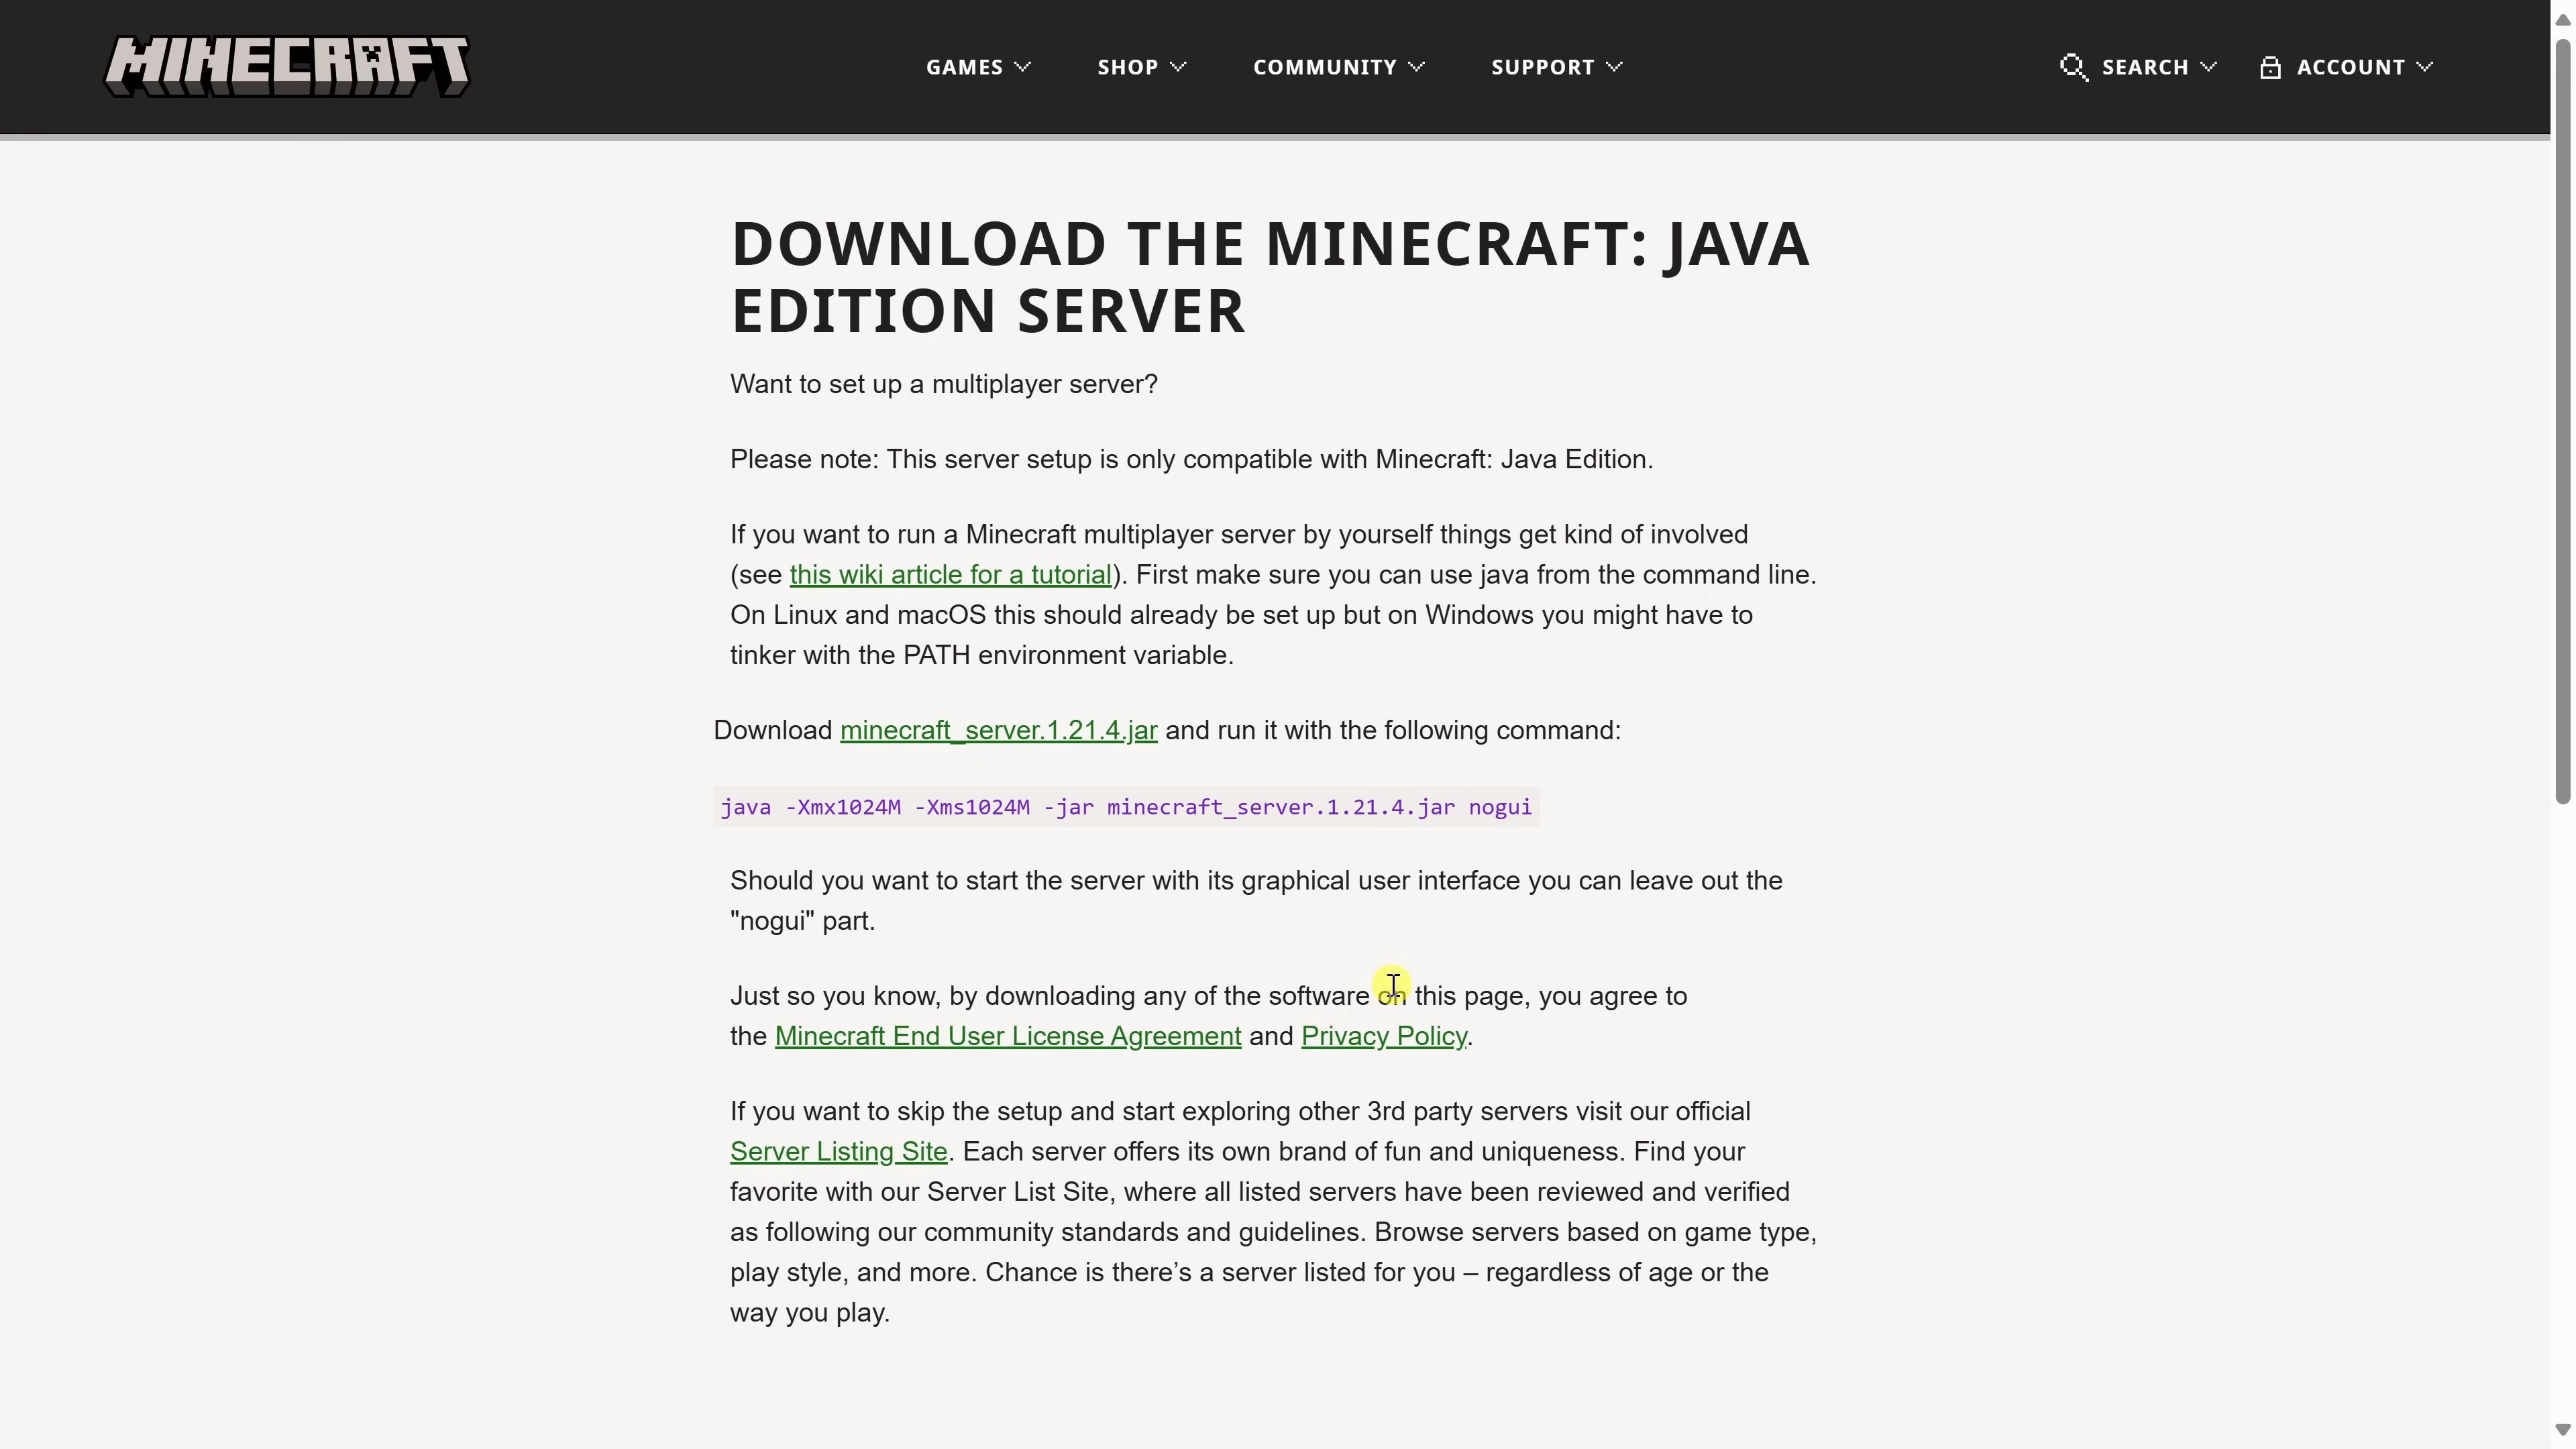 MINECRAFT
GAMES
SHOP
COMMUNITY
SUPPORT
SEARCH
ACCOUNT
DOWNLOAD THE MINECRAFT: JAVA
EDITION SERVER
Want to set up a multiplayer server?
Please note: This server setup is only compatible with Minecraft: Java Edition.
If you want to run a Minecraft multiplayer server by yourself things get kind of involved
(see this wiki article for a tutorial). First make sure you can use java from the command line.
On Linux and macOS this should already be set up but on Windows you might have to
tinker with the PATH environment variable.
Download minecraft_server.1.21.4.jar and run it with the following command:
java -Xmx1024M -Xms1024M -jar minecraft_server.1.21.4.jar nogui
Should you want to start the server with its graphical user interface you can leave out the
"nogui" part.
Just so you know, by downloading any of the software on this page, you agree to
the Minecraft End User License Agreement and Privacy Policy.
If you want to skip the setup and start exploring other 3rd party servers visit our official
Server Listing Site. Each server offers its own brand of fun and uniqueness. Find your
favorite with our Server List Site, where all listed servers have been reviewed and verified
as following our community standards and guidelines. Browse servers based on game type,
play style, and more. Chance is there’s a server listed for you – regardless of age or the
way you play.